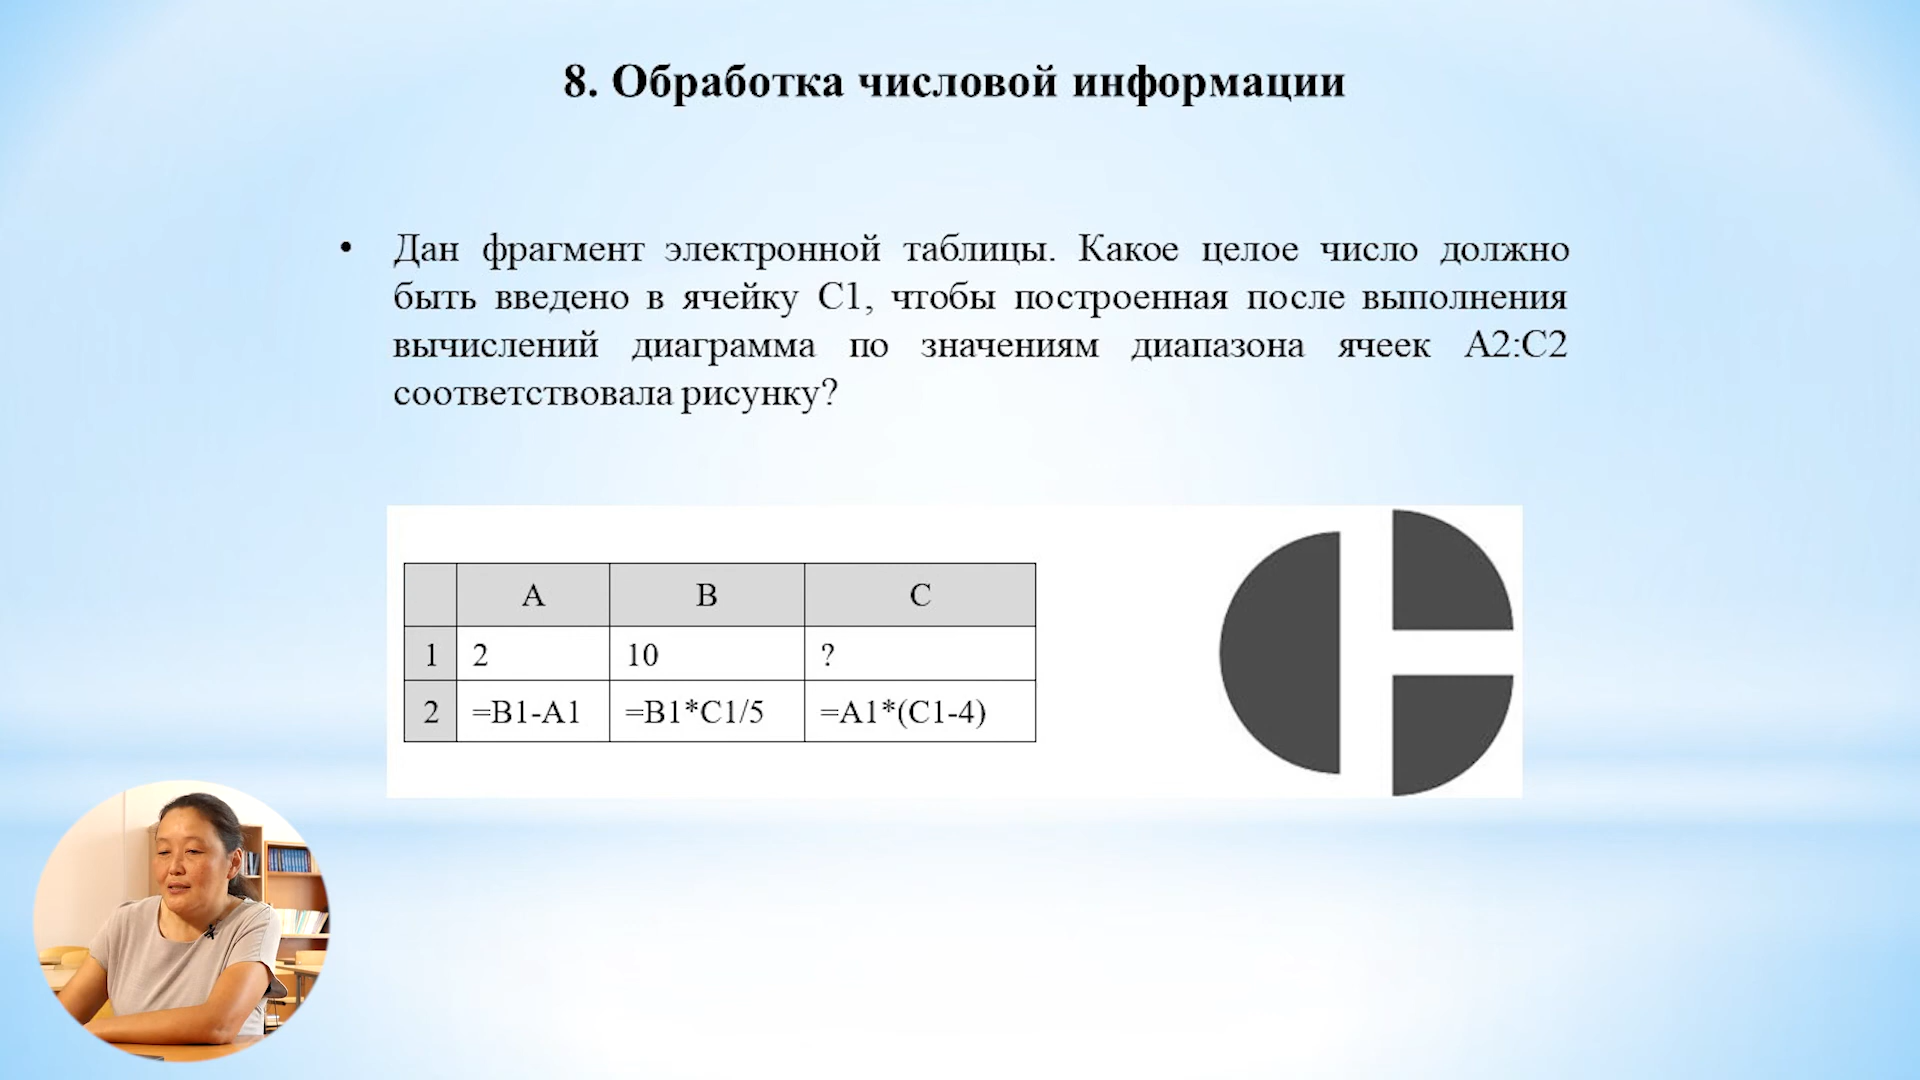 8. Обработка числовой информации
• Дан фрагмент электронной таблицы. Какое целое число должно
быть введено в ячейку C1, чтобы построенная после выполнения
вычислений диаграмма по значениям диапазона ячеек A2:C2
соответствовала рисунку?
A B C
1 2 10 ?
2 =B1-A1 =B1*C1/5 =A1*(C1-4)